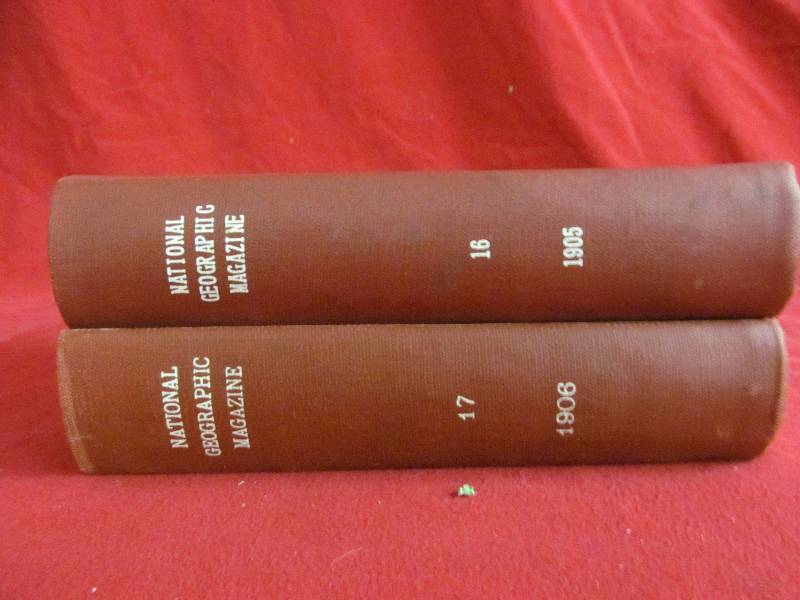 NATIONAL
GEOGRAPHIC
MAGAZINE
16
1905
NATIONAL
GEOGRAPHIC
MAGAZINE
17
1906